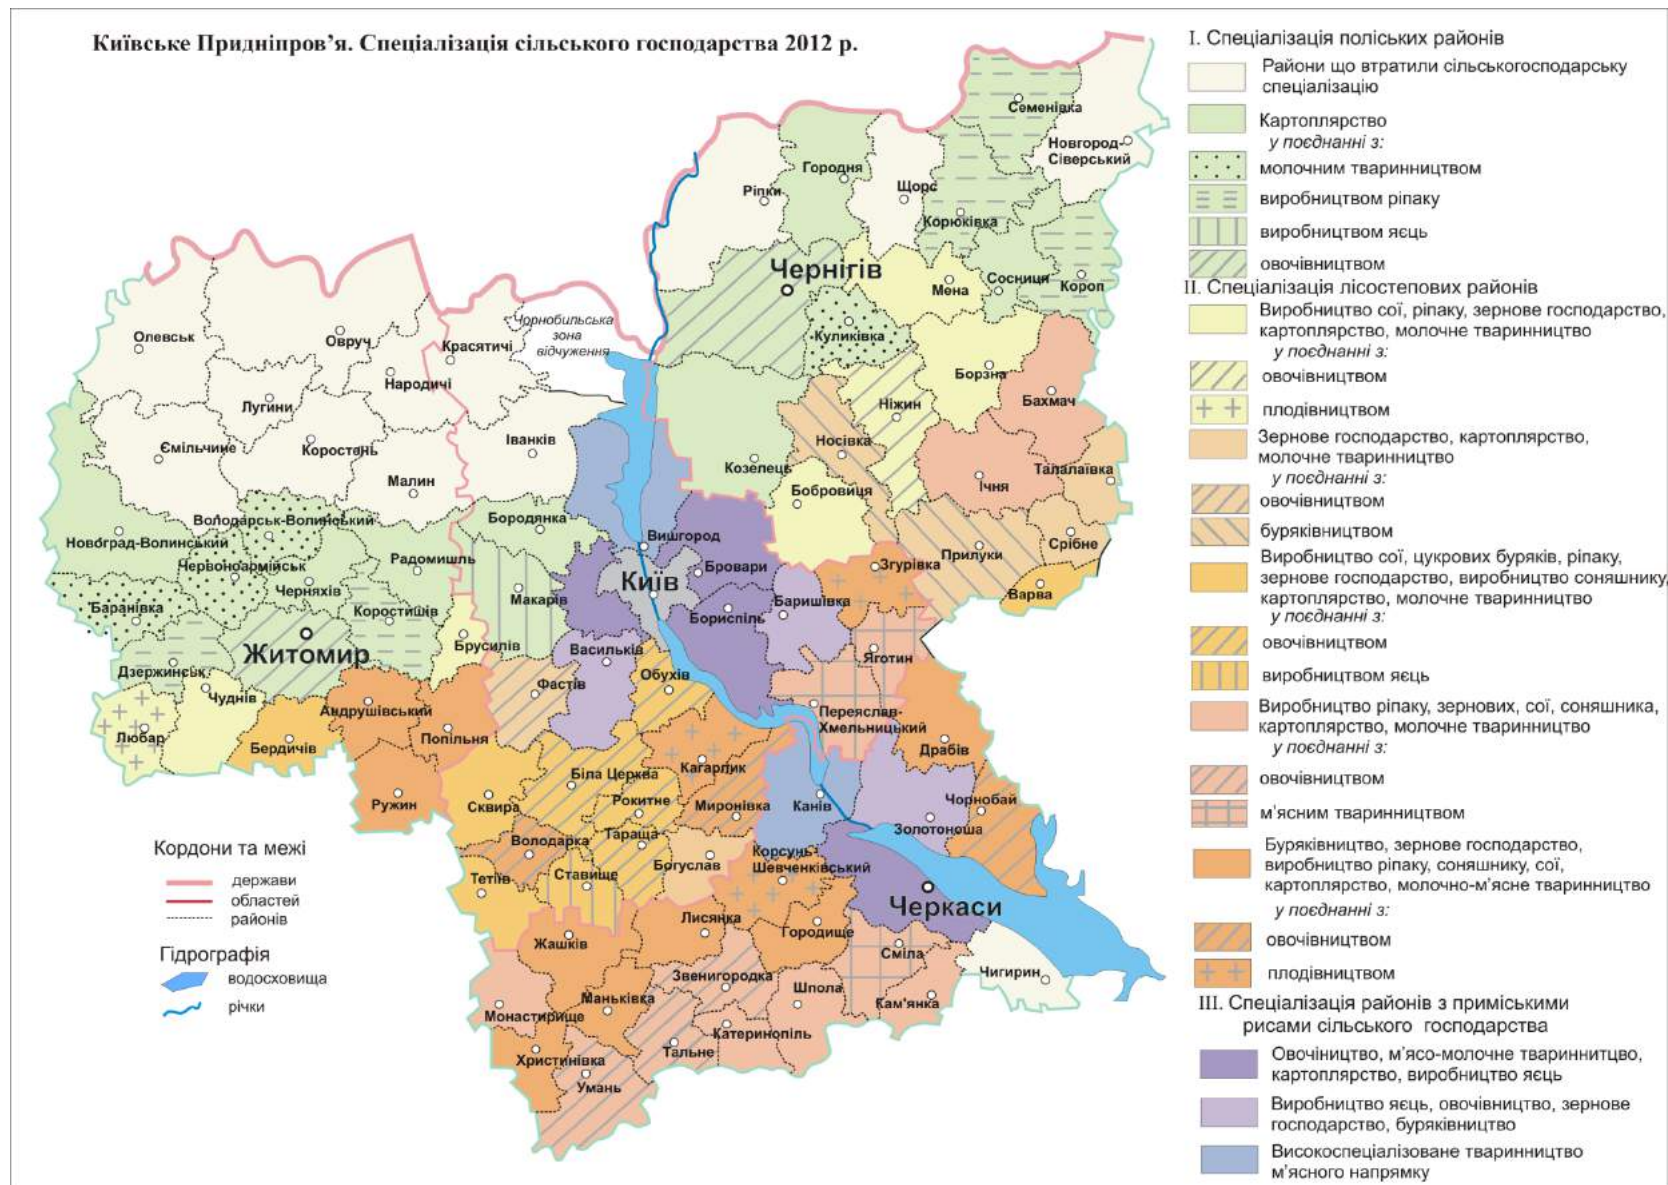 Київське Придніпров’я. Спеціалізація сільського господарства 2012 р.
I. Спеціалізація поліських районів
Райони що втратили сільськогосподарську
спеціалізацію
Картоплярство
у поєднанні з:
молочним тваринництвом
виробництвом ріпаку
виробництвом яєць
овочівництвом
II. Спеціалізація лісостепових районів
Виробництво сої, ріпаку, зернове господарство,
картоплярство, молочне тваринництво
у поєднанні з:
овочівництвом
плодівництвом
Зернове господарство, картоплярство,
молочне тваринництво
у поєднанні з:
овочівництвом
буряківництвом
Виробництво сої, цукрових буряків, ріпаку,
зернове господарство, виробництво соняшнику,
картоплярство, молочне тваринництво
у поєднанні з:
овочівництвом
виробництвом яєць
Виробництво ріпаку, зернових, сої, соняшника,
картоплярство, молочне тваринництво
у поєднанні з:
овочівництвом
м’ясним тваринництвом
Буряківництво, зернове господарство,
виробництво ріпаку, соняшнику, сої,
картоплярство, молочно-м’ясне тваринництво
у поєднанні з:
овочівництвом
плодівництвом
III. Спеціалізація районів з приміськими
рисами сільського господарства
Овочіництво, м’ясо-молочне твариннитцво,
картоплярство, виробництво яєць
Виробництво яєць, овочівництво, зернове
господарство, буряківництво
Високоспеціалізоване тваринництво
м’ясного напрямку
Семенівка
Новгород-
Сіверський
Городня
Ріпки
Щорс
Корюківка
Чернігів
Мена
Сосниця
Короп
Куликівка
Чорнобильська
зона
відчуження
Олевськ
Овруч
Красятичі
Народичі
Лугини
Борзна
Бахмач
Ніжин
Ємільчине
Коростень
Іванків
Носівка
Малин
Козелець
Бобровиця
Ічня
Талалаївка
Володарськ-Волинський
Бородянка
Новоград-Волинський
Вишгород
Прилуки
Срібне
Червоноармійськ
Радомишль
Київ
Бровари
Згурівка
Черняхів
Макарів
Варва
Баранівка
Коростишів
Бориспіль
Баришівка
Житомир
Брусилів
Васильків
Яготин
Дзержинськ
Фастів
Обухів
Чуднів
Андрушівський
Переяслав-
Хмельницький
Любар
Бердичів
Попільня
Драбів
Біла Церква
Кагарлик
Ружин
Сквира
Рокитне
Миронівка
Канів
Чорнобай
Володарка
Тараща
Золотоноша
Богуслав
Корсунь-
Шевченківський
Тетіїв
Ставище
Черкаси
Лисянка
Жашків
Городище
Сміла
Звенигородка
Чигирин
Маньківка
Шпола
Монастирище
Кам'янка
Катеринопіль
Христинівка
Тальне
Умань
Кордони та межі
держави
областей
районів
Гідрографія
водосховища
річки